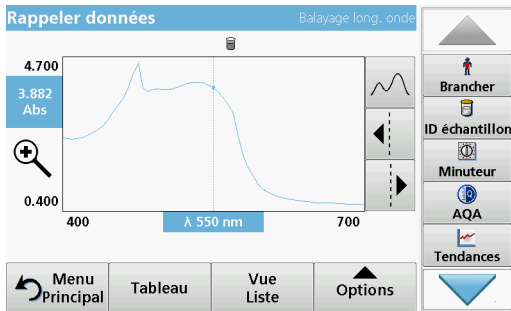 Rappeler données
Balayage long. onde
4.700
3.882
Abs
0.400
400
λ 550 nm
700
Menu
Principal
Tableau
Vue
Liste
Options
Brancher
ID échantillon
Minuteur
AQA
Tendances